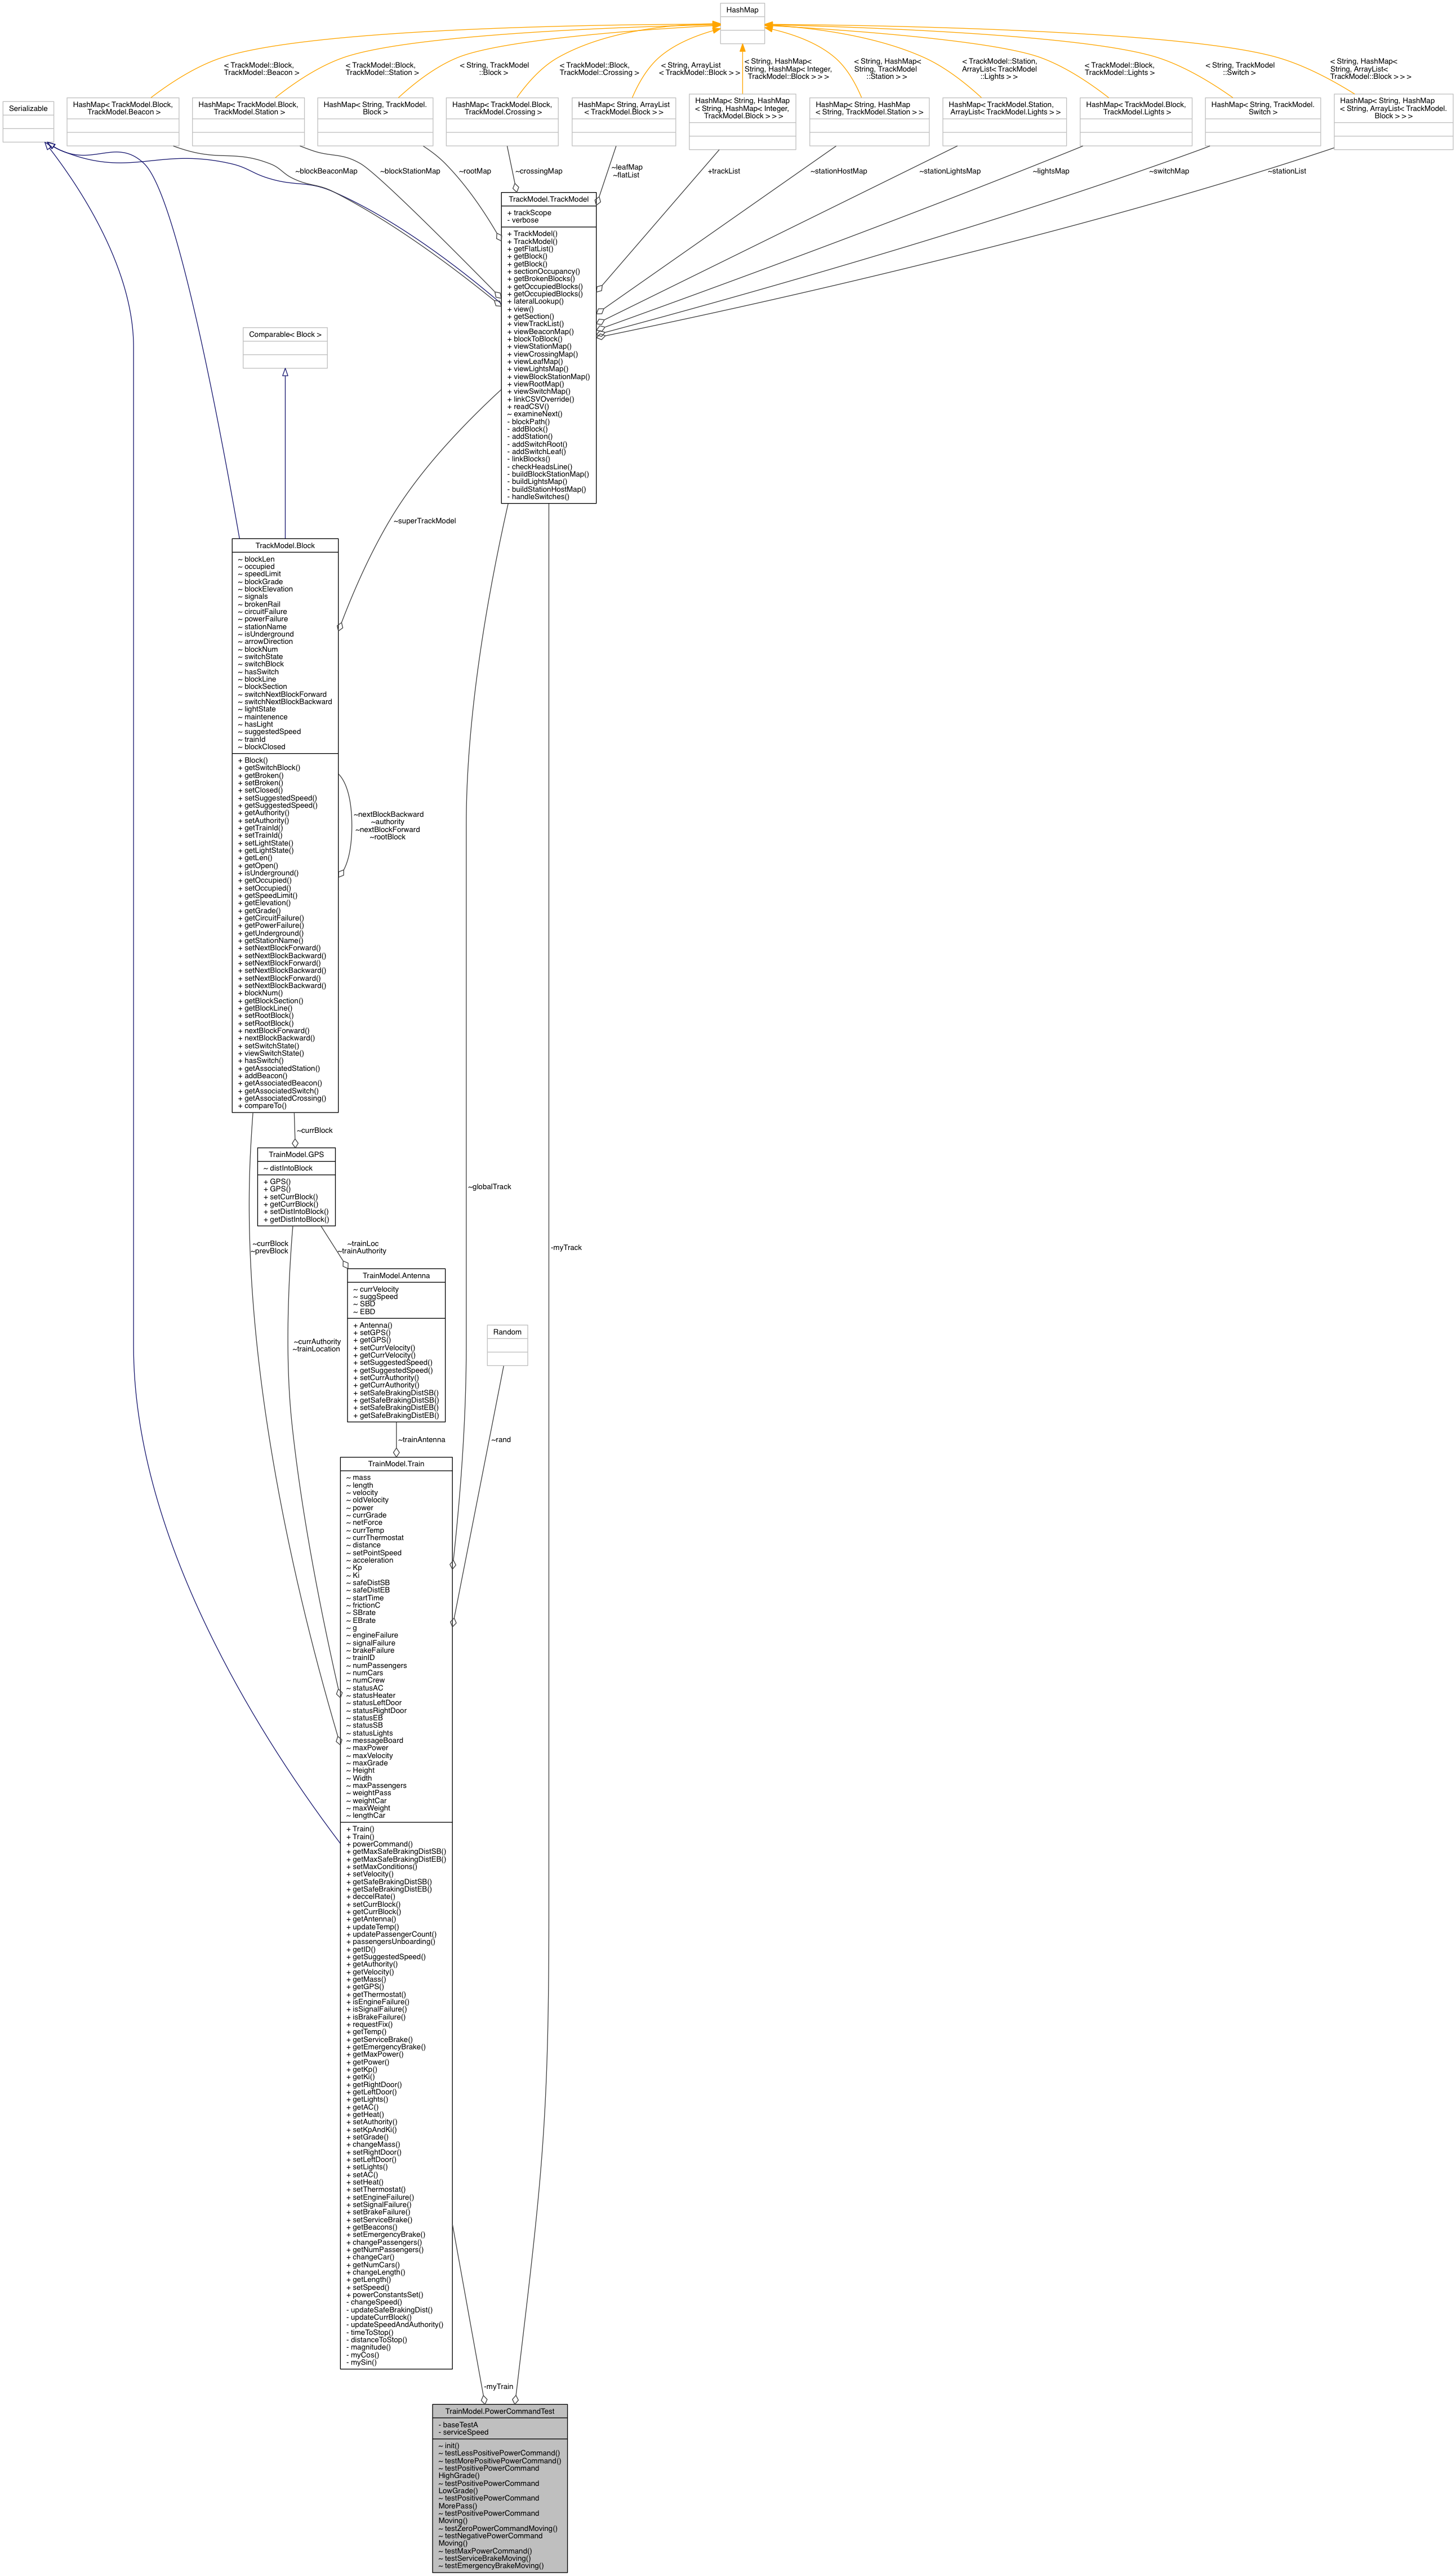 HashMap
< TrackModel::Block,
TrackModel::Beacon >
< TrackModel::Block,
TrackModel::Station >
< String, TrackModel
::Block >
< TrackModel::Block,
TrackModel::Crossing >
< String, ArrayList
< TrackModel::Block > >
< String, HashMap<
String, HashMap< Integer,
TrackModel::Block > > >
< String, HashMap<
String, TrackModel
::Station > >
< TrackModel::Station,
ArrayList< TrackModel
::Lights > >
< TrackModel::Block,
TrackModel::Lights >
< String, TrackModel
::Switch >
< String, HashMap<
String, ArrayList<
TrackModel::Block > > >
Serializable
HashMap< TrackModel.Block,
TrackModel.Beacon >
HashMap< TrackModel.Block,
TrackModel.Station >
HashMap< String, TrackModel.
Block >
HashMap< TrackModel.Block,
TrackModel.Crossing >
HashMap< String, ArrayList
< TrackModel.Block > >
HashMap< String, HashMap
< String, HashMap< Integer,
TrackModel.Block > > >
HashMap< String, HashMap
< String, TrackModel.Station > >
HashMap< TrackModel.Station,
ArrayList< TrackModel.Lights > >
HashMap< TrackModel.Block,
TrackModel.Lights >
HashMap< String, TrackModel.
Switch >
HashMap< String, HashMap
< String, ArrayList< TrackModel.
Block > > >
~blockBeaconMap
~blockStationMap
~rootMap
~crossingMap
~leafMap
~flatList
+trackList
~stationHostMap
~stationLightsMap
~lightsMap
~switchMap
~stationList
TrackModel.TrackModel
+ trackScope
- verbose
+ TrackModel()
+ TrackModel()
+ getFlatList()
+ getBlock()
+ getBlock()
+ sectionOccupancy()
+ getBrokenBlocks()
+ getOccupiedBlocks()
+ getOccupiedBlocks()
+ lateralLookup()
+ view()
+ getSection()
+ viewTrackList()
+ viewBeaconMap()
+ blockToBlock()
+ viewStationMap()
+ viewCrossingMap()
+ viewLeafMap()
+ viewLightsMap()
+ viewBlockStationMap()
+ viewRootMap()
+ viewSwitchMap()
+ linkCSVOverride()
+ readCSV()
~ examineNext()
- blockPath()
- addBlock()
- addStation()
- addSwitchRoot()
- addSwitchLeaf()
- linkBlocks()
- checkHeadsLine()
- buildBlockStationMap()
- buildLightsMap()
- buildStationHostMap()
- handleSwitches()
Comparable< Block >
~superTrackModel
TrackModel.Block
~ blockLen
~ occupied
~ speedLimit
~ blockGrade
~ blockElevation
~ signals
~ brokenRail
~ circuitFailure
~ powerFailure
~ stationName
~ isUnderground
~ arrowDirection
~ blockNum
~ switchState
~ switchBlock
~ hasSwitch
~ blockLine
~ blockSection
~ switchNextBlockForward
~ switchNextBlockBackward
~ lightState
~ maintenence
~ hasLight
~ suggestedSpeed
~ trainId
~ blockClosed
+ Block()
+ getSwitchBlock()
+ getBroken()
+ setBroken()
+ setClosed()
+ setSuggestedSpeed()
+ getSuggestedSpeed()
+ getAuthority()
+ setAuthority()
+ getTrainId()
+ setTrainId()
+ setLightState()
+ getLightState()
+ getLen()
+ getOpen()
+ isUnderground()
+ getOccupied()
+ setOccupied()
+ getSpeedLimit()
+ getElevation()
+ getGrade()
+ getCircuitFailure()
+ getPowerFailure()
+ getUnderground()
+ getStationName()
+ setNextBlockForward()
+ setNextBlockBackward()
+ setNextBlockForward()
+ setNextBlockBackward()
+ setNextBlockForward()
+ setNextBlockBackward()
+ blockNum()
+ getBlockSection()
+ getBlockLine()
+ setRootBlock()
+ setRootBlock()
+ nextBlockForward()
+ nextBlockBackward()
+ setSwitchState()
+ viewSwitchState()
+ hasSwitch()
+ getAssociatedStation()
+ addBeacon()
+ getAssociatedBeacon()
+ getAssociatedSwitch()
+ getAssociatedCrossing()
+ compareTo()
~nextBlockBackward
~authority
~nextBlockForward
~rootBlock
~currBlock
TrainModel.GPS
~ distIntoBlock
+ GPS()
+ GPS()
+ setCurrBlock()
+ getCurrBlock()
+ setDistIntoBlock()
+ getDistIntoBlock()
~globalTrack
~currBlock
~prevBlock
~trainLoc
~trainAuthority
-myTrack
TrainModel.Antenna
~ currVelocity
~ suggSpeed
~ SBD
~ EBD
+ Antenna()
+ setGPS()
+ getGPS()
+ setCurrVelocity()
+ getCurrVelocity()
+ setSuggestedSpeed()
+ getSuggestedSpeed()
+ setCurrAuthority()
+ getCurrAuthority()
+ setSafeBrakingDistSB()
+ getSafeBrakingDistSB()
+ setSafeBrakingDistEB()
+ getSafeBrakingDistEB()
~currAuthority
~trainLocation
Random
~trainAntenna
~rand
TrainModel.Train
~ mass
~ length
~ velocity
~ oldVelocity
~ power
~ currGrade
~ netForce
~ currTemp
~ currThermostat
~ distance
~ setPointSpeed
~ acceleration
~ Kp
~ Ki
~ safeDistSB
~ safeDistEB
~ startTime
~ frictionC
~ SBrate
~ EBrate
~ g
~ engineFailure
~ signalFailure
~ brakeFailure
~ trainID
~ numPassengers
~ numCars
~ numCrew
~ statusAC
~ statusHeater
~ statusLeftDoor
~ statusRightDoor
~ statusEB
~ statusSB
~ statusLights
~ messageBoard
~ maxPower
~ maxVelocity
~ maxGrade
~ Height
~ Width
~ maxPassengers
~ weightPass
~ weightCar
~ maxWeight
~ lengthCar
+ Train()
+ Train()
+ powerCommand()
+ getMaxSafeBrakingDistSB()
+ getMaxSafeBrakingDistEB()
+ setMaxConditions()
+ setVelocity()
+ getSafeBrakingDistSB()
+ getSafeBrakingDistEB()
+ deccelRate()
+ setCurrBlock()
+ getCurrBlock()
+ getAntenna()
+ updateTemp()
+ updatePassengerCount()
+ passengersUnboarding()
+ getID()
+ getSuggestedSpeed()
+ getAuthority()
+ getVelocity()
+ getMass()
+ getGPS()
+ getThermostat()
+ isEngineFailure()
+ isSignalFailure()
+ isBrakeFailure()
+ requestFix()
+ getTemp()
+ getServiceBrake()
+ getEmergencyBrake()
+ getMaxPower()
+ getPower()
+ getKp()
+ getKi()
+ getRightDoor()
+ getLeftDoor()
+ getLights()
+ getAC()
+ getHeat()
+ setAuthority()
+ setKpAndKi()
+ setGrade()
+ changeMass()
+ setRightDoor()
+ setLeftDoor()
+ setLights()
+ setAC()
+ setHeat()
+ setThermostat()
+ setEngineFailure()
+ setSignalFailure()
+ setBrakeFailure()
+ setServiceBrake()
+ getBeacons()
+ setEmergencyBrake()
+ changePassengers()
+ getNumPassengers()
+ changeCar()
+ getNumCars()
+ changeLength()
+ getLength()
+ setSpeed()
+ powerConstantsSet()
- changeSpeed()
- updateSafeBrakingDist()
- updateCurrBlock()
- updateSpeedAndAuthority()
- timeToStop()
- distanceToStop()
- magnitude()
- myCos()
- mySin()
-myTrain
TrainModel.PowerCommandTest
- baseTestA
- serviceSpeed
~ init()
~ testLessPositivePowerCommand()
~ testMorePositivePowerCommand()
~ testPositivePowerCommand
HighGrade()
~ testPositivePowerCommand
LowGrade()
~ testPositivePowerCommand
MorePass()
~ testPositivePowerCommand
Moving()
~ testZeroPowerCommandMoving()
~ testNegativePowerCommand
Moving()
~ testMaxPowerCommand()
~ testServiceBrakeMoving()
~ testEmergencyBrakeMoving()